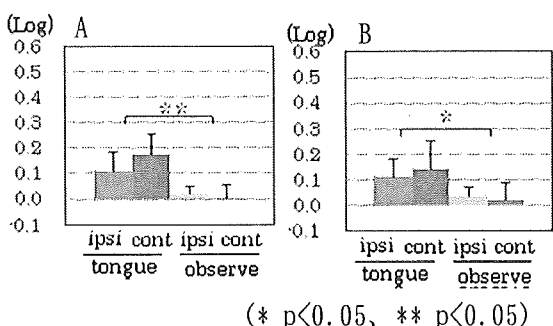 (Log) A
0.6
0.5
0.4
0.3
0.2
0.1
0.0
-0.1
**
ipsi cont ipsi cont
tongue observe
(Log) B
0.6
0.5
0.4
0.3
0.2
0.1
0.0
-0.1
*
ipsi cont ipsi cont
tongue observe
(* p<0.05、 ** p<0.05)